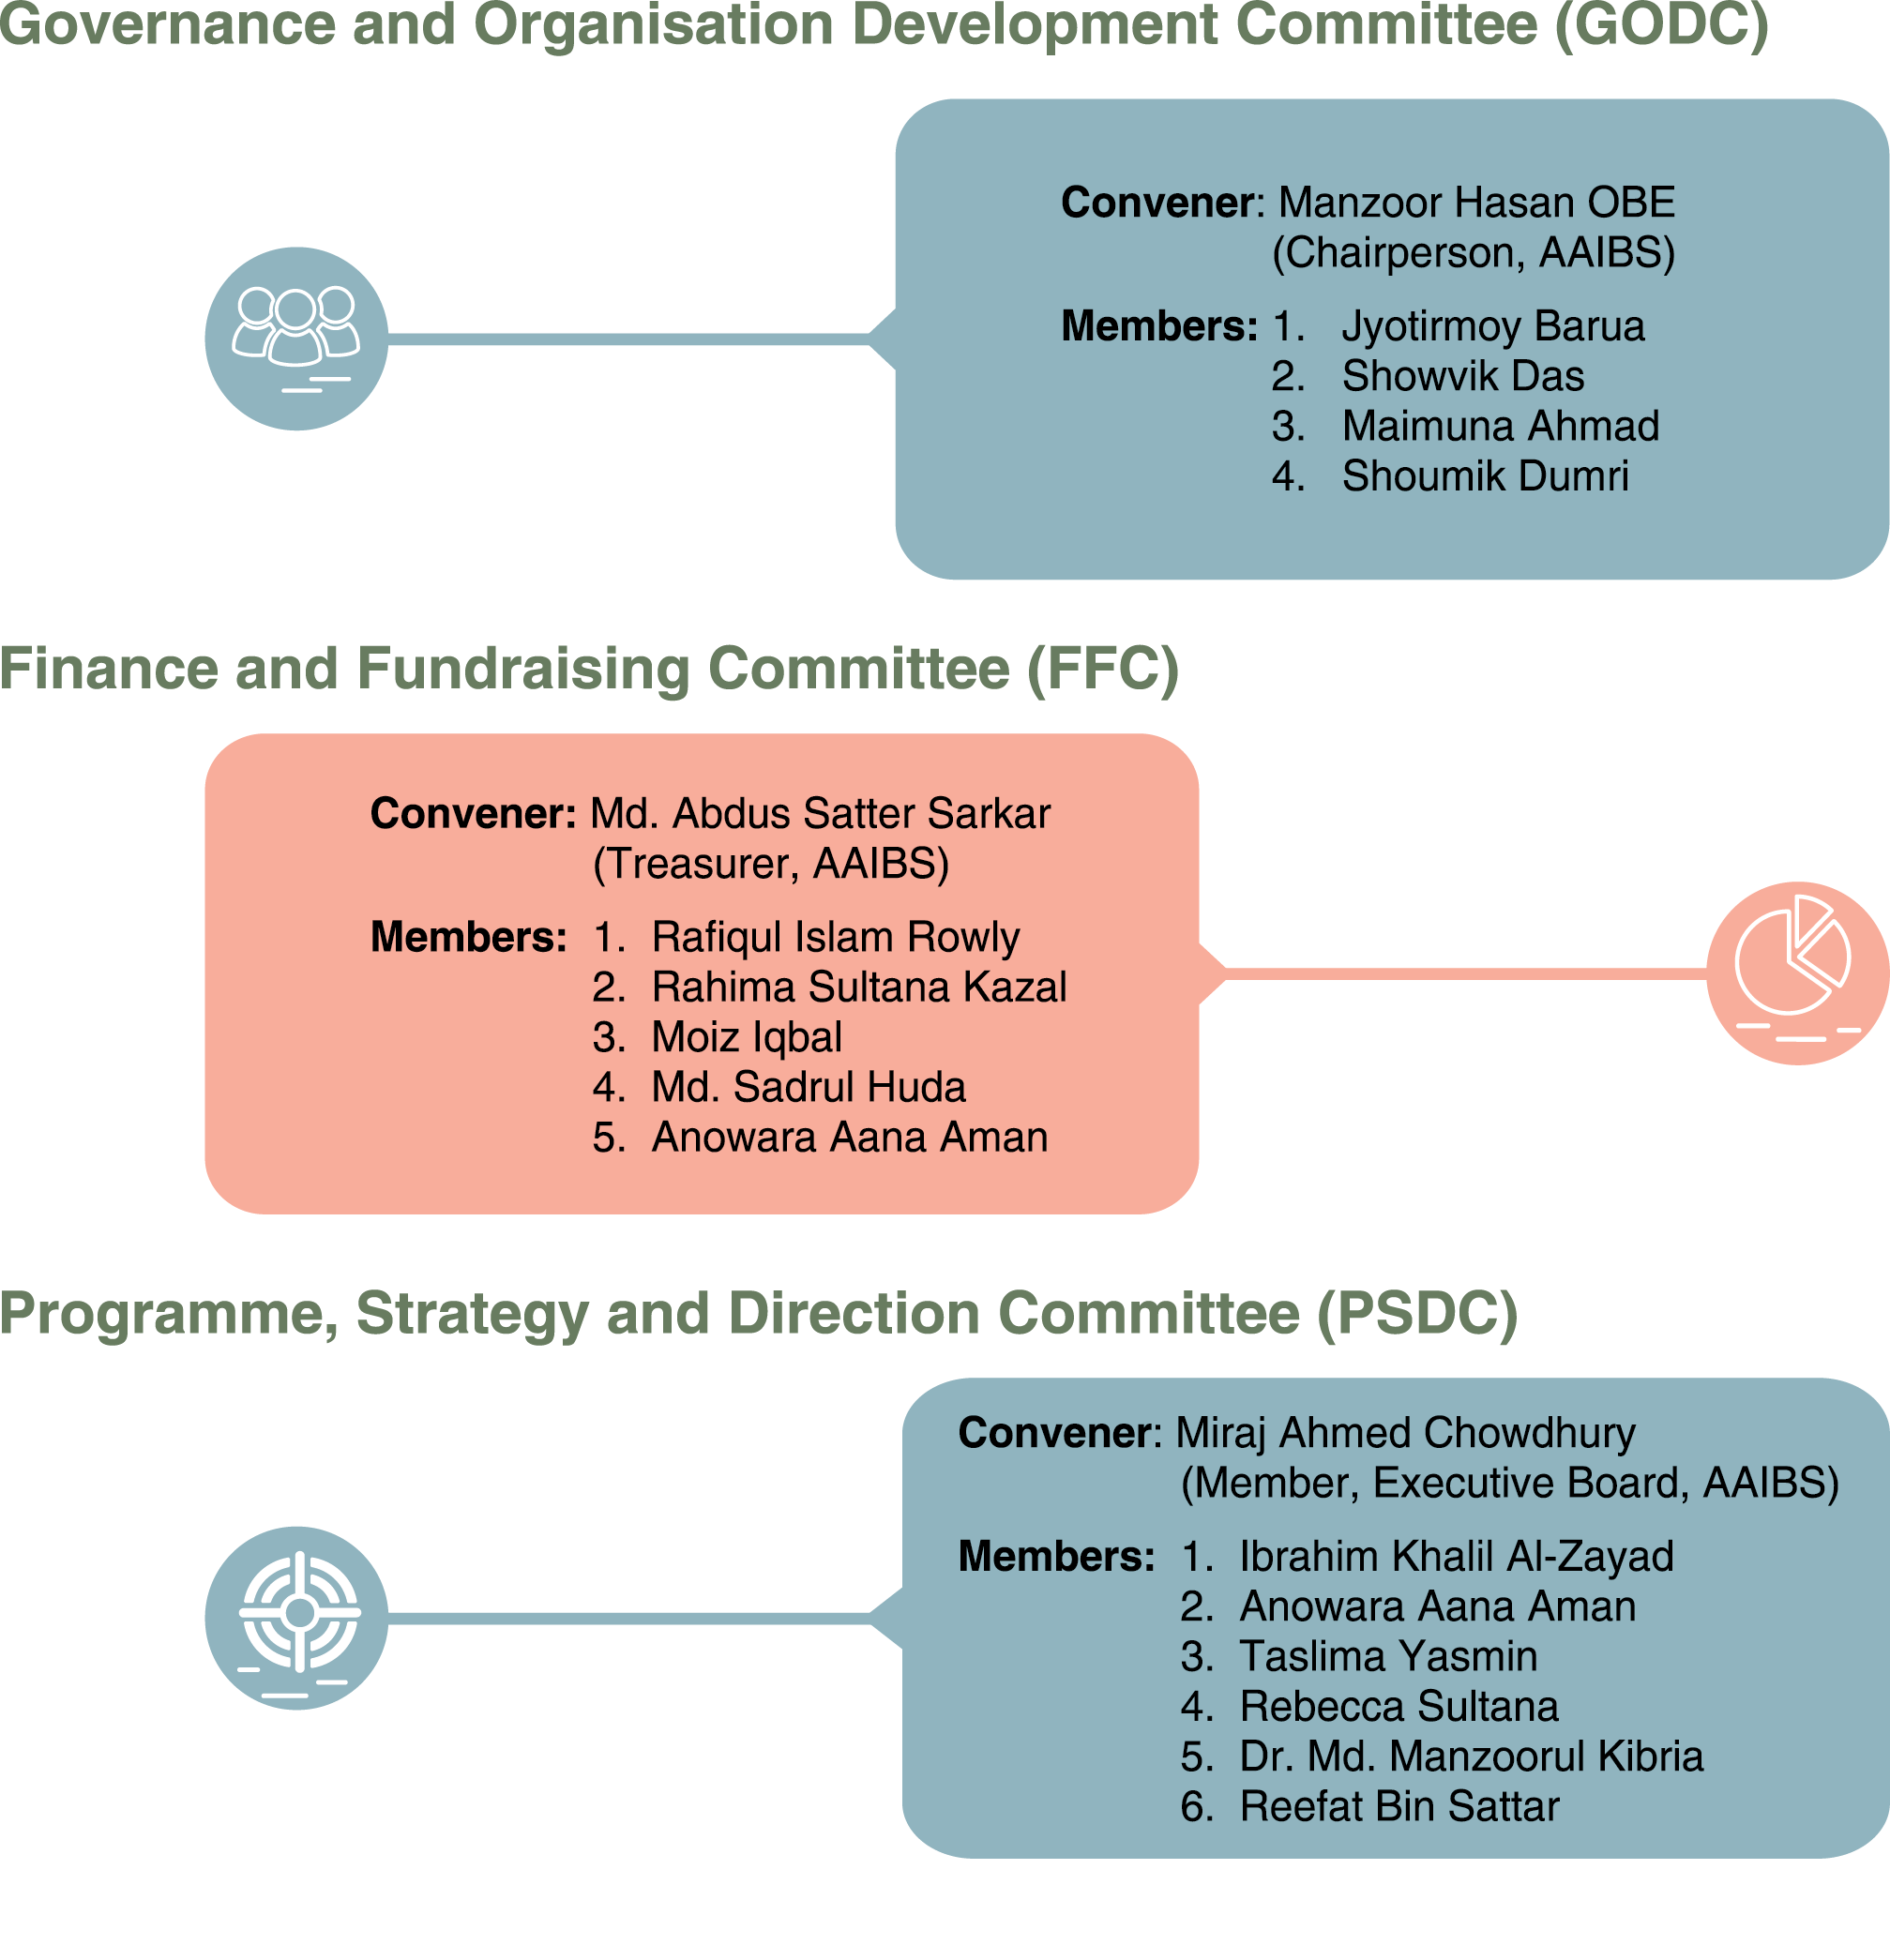 Governance and Organisation Development Committee (GODC)
Convener: Manzoor Hasan OBE
(Chairperson, AAIBS)
Members: 1. Jyotirmoy Barua
2. Showvik Das
3. Maimuna Ahmad
4. Shoumik Dumri
Finance and Fundraising Committee (FFC)
Convener: Md. Abdus Satter Sarkar
(Treasurer, AAIBS)
Members: 1. Rafiqul Islam Rowly
2. Rahima Sultana Kazal
3. Moiz Iqbal
4. Md. Sadrul Huda
5. Anowara Aana Aman
Programme, Strategy and Direction Committee (PSDC)
Convener: Miraj Ahmed Chowdhury
(Member, Executive Board, AAIBS)
Members: 1. Ibrahim Khalil Al-Zayad
2. Anowara Aana Aman
3. Taslima Yasmin
4. Rebecca Sultana
5. Dr. Md. Manzoorul Kibria
6. Reefat Bin Sattar